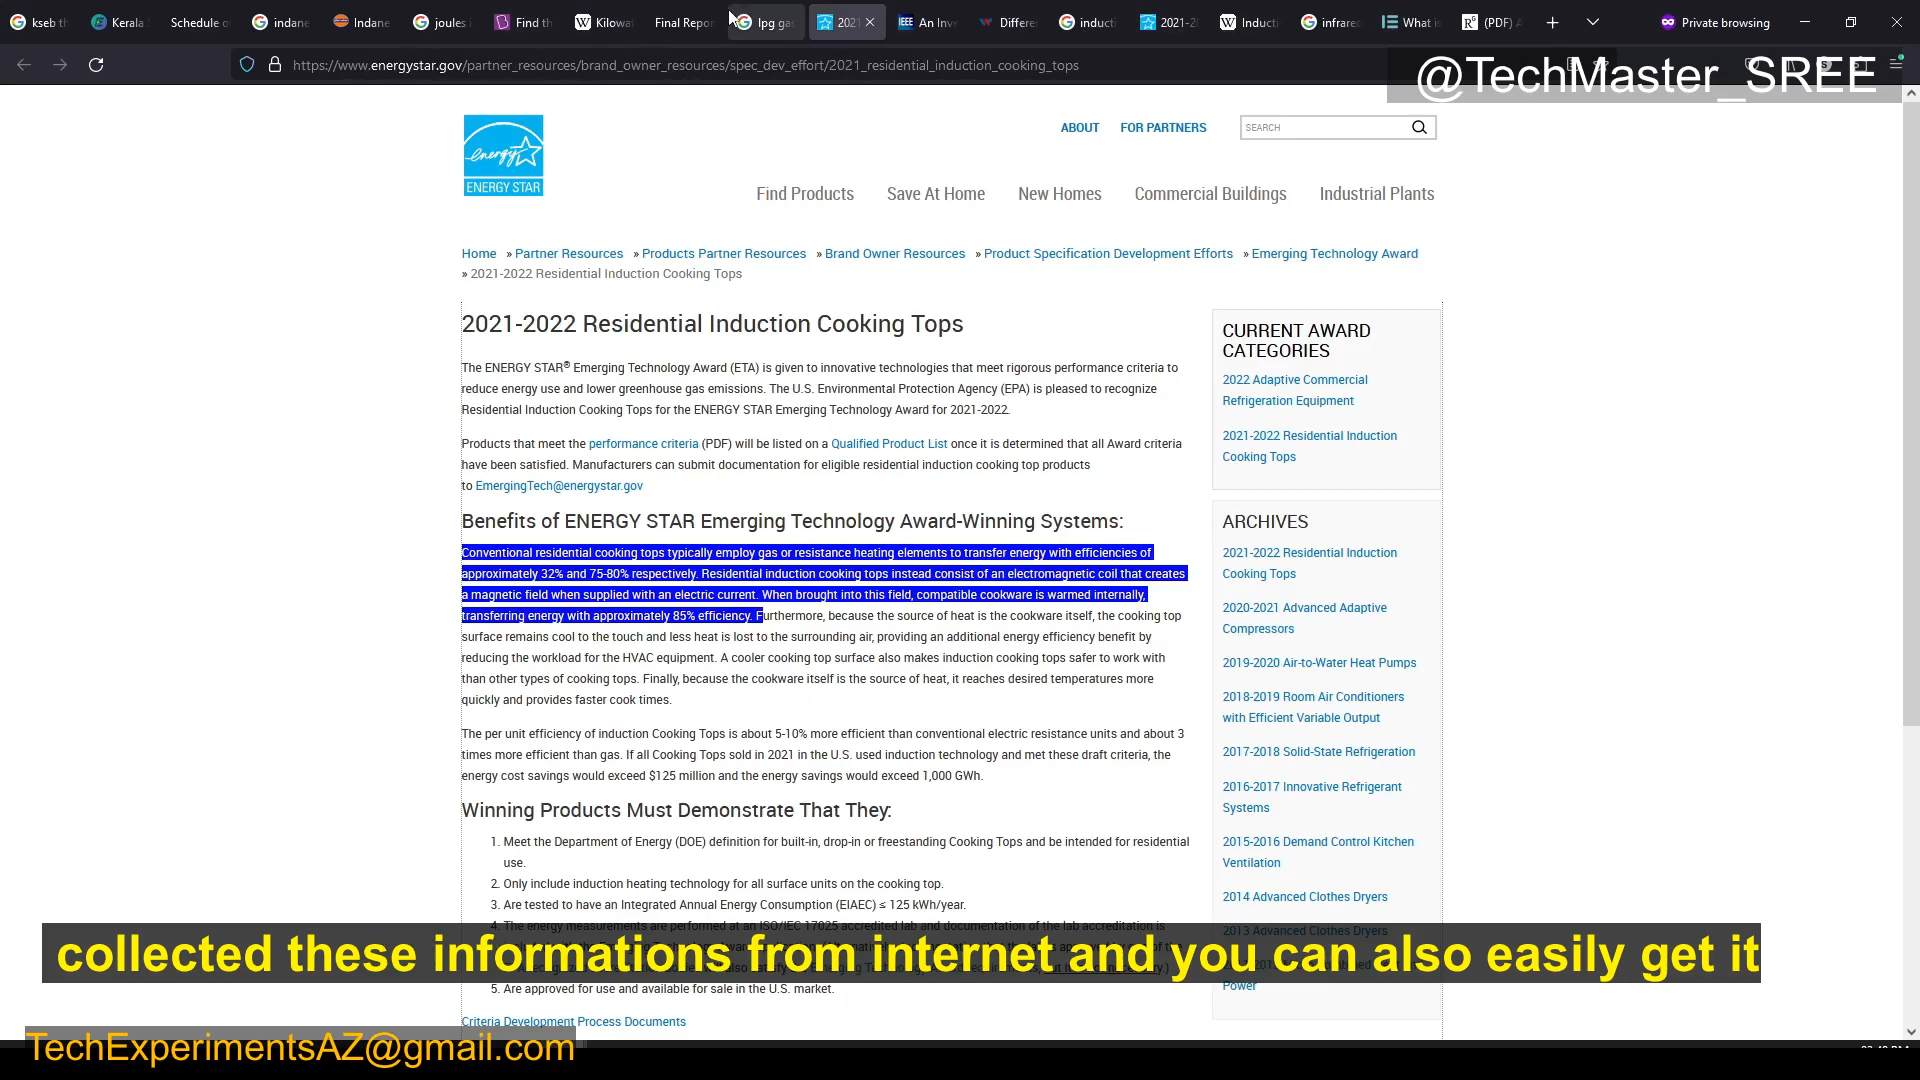 kseb th
Kerala
Schedule o
indane
Indane
joules i
Find th
Kilowa
Final Repo
lpg gas
2021
An Inve
Differe
inducti
2021-2
Inducti
infrare
What is
(PDF) A
Private browsing
https://www.energystar.gov/partner_resources/brand_owner_resources/spec_dev_effort/2021_residential_induction_cooking_tops
@TechMaster_SREE
energy
ENERGY STAR
ABOUT
FOR PARTNERS
SEARCH
Find Products
Save At Home
New Homes
Commercial Buildings
Industrial Plants
Home » Partner Resources » Products Partner Resources » Brand Owner Resources » Product Specification Development Efforts » Emerging Technology Award
» 2021-2022 Residential Induction Cooking Tops
2021-2022 Residential Induction Cooking Tops
The ENERGY STAR® Emerging Technology Award (ETA) is given to innovative technologies that meet rigorous performance criteria to
reduce energy use and lower greenhouse gas emissions. The U.S. Environmental Protection Agency (EPA) is pleased to recognize
Residential Induction Cooking Tops for the ENERGY STAR Emerging Technology Award for 2021-2022.
Products that meet the performance criteria (PDF) will be listed on a Qualified Product List once it is determined that all Award criteria
have been satisfied. Manufacturers can submit documentation for eligible residential induction cooking top products
to EmergingTech@energystar.gov
Benefits of ENERGY STAR Emerging Technology Award-Winning Systems:
Conventional residential cooking tops typically employ gas or resistance heating elements to transfer energy with efficiencies of
approximately 32% and 75-80% respectively. Residential induction cooking tops instead consist of an electromagnetic coil that creates
a magnetic field when supplied with an electric current. When brought into this field, compatible cookware is warmed internally,
transferring energy with approximately 85% efficiency. Furthermore, because the source of heat is the cookware itself, the cooking top
surface remains cool to the touch and less heat is lost to the surrounding air, providing an additional energy efficiency benefit by
reducing the workload for the HVAC equipment. A cooler cooking top surface also makes induction cooking tops safer to work with
than other types of cooking tops. Finally, because the cookware itself is the source of heat, it reaches desired temperatures more
quickly and provides faster cook times.
The per unit efficiency of induction Cooking Tops is about 5-10% more efficient than conventional electric resistance units and about 3
times more efficient than gas. If all Cooking Tops sold in 2021 in the U.S. used induction technology and met these draft criteria, the
energy cost savings would exceed $125 million and the energy savings would exceed 1,000 GWh.
Winning Products Must Demonstrate That They:
1. Meet the Department of Energy (DOE) definition for built-in, drop-in or freestanding Cooking Tops and be intended for residential
use.
2. Only include induction heating technology for all surface units on the cooking top.
3. Are tested to have an Integrated Annual Energy Consumption (EIAEC) ≤ 125 kWh/year.
4. The energy measurements are performed at an ISO/IEC 17025 accredited lab and documentation of the lab accreditation is
5. Are approved for use and available for sale in the U.S. market.
Criteria Development Process Documents
CURRENT AWARD
CATEGORIES
2022 Adaptive Commercial
Refrigeration Equipment
2021-2022 Residential Induction
Cooking Tops
ARCHIVES
2021-2022 Residential Induction
Cooking Tops
2020-2021 Advanced Adaptive
Compressors
2019-2020 Air-to-Water Heat Pumps
2018-2019 Room Air Conditioners
with Efficient Variable Output
2017-2018 Solid-State Refrigeration
2016-2017 Innovative Refrigerant
Systems
2015-2016 Demand Control Kitchen
Ventilation
2014 Advanced Clothes Dryers
2013 Advanced Clothes Dryers
Power
collected these informations from internet and you can also easily get it
TechExperimentsAZ@gmail.com